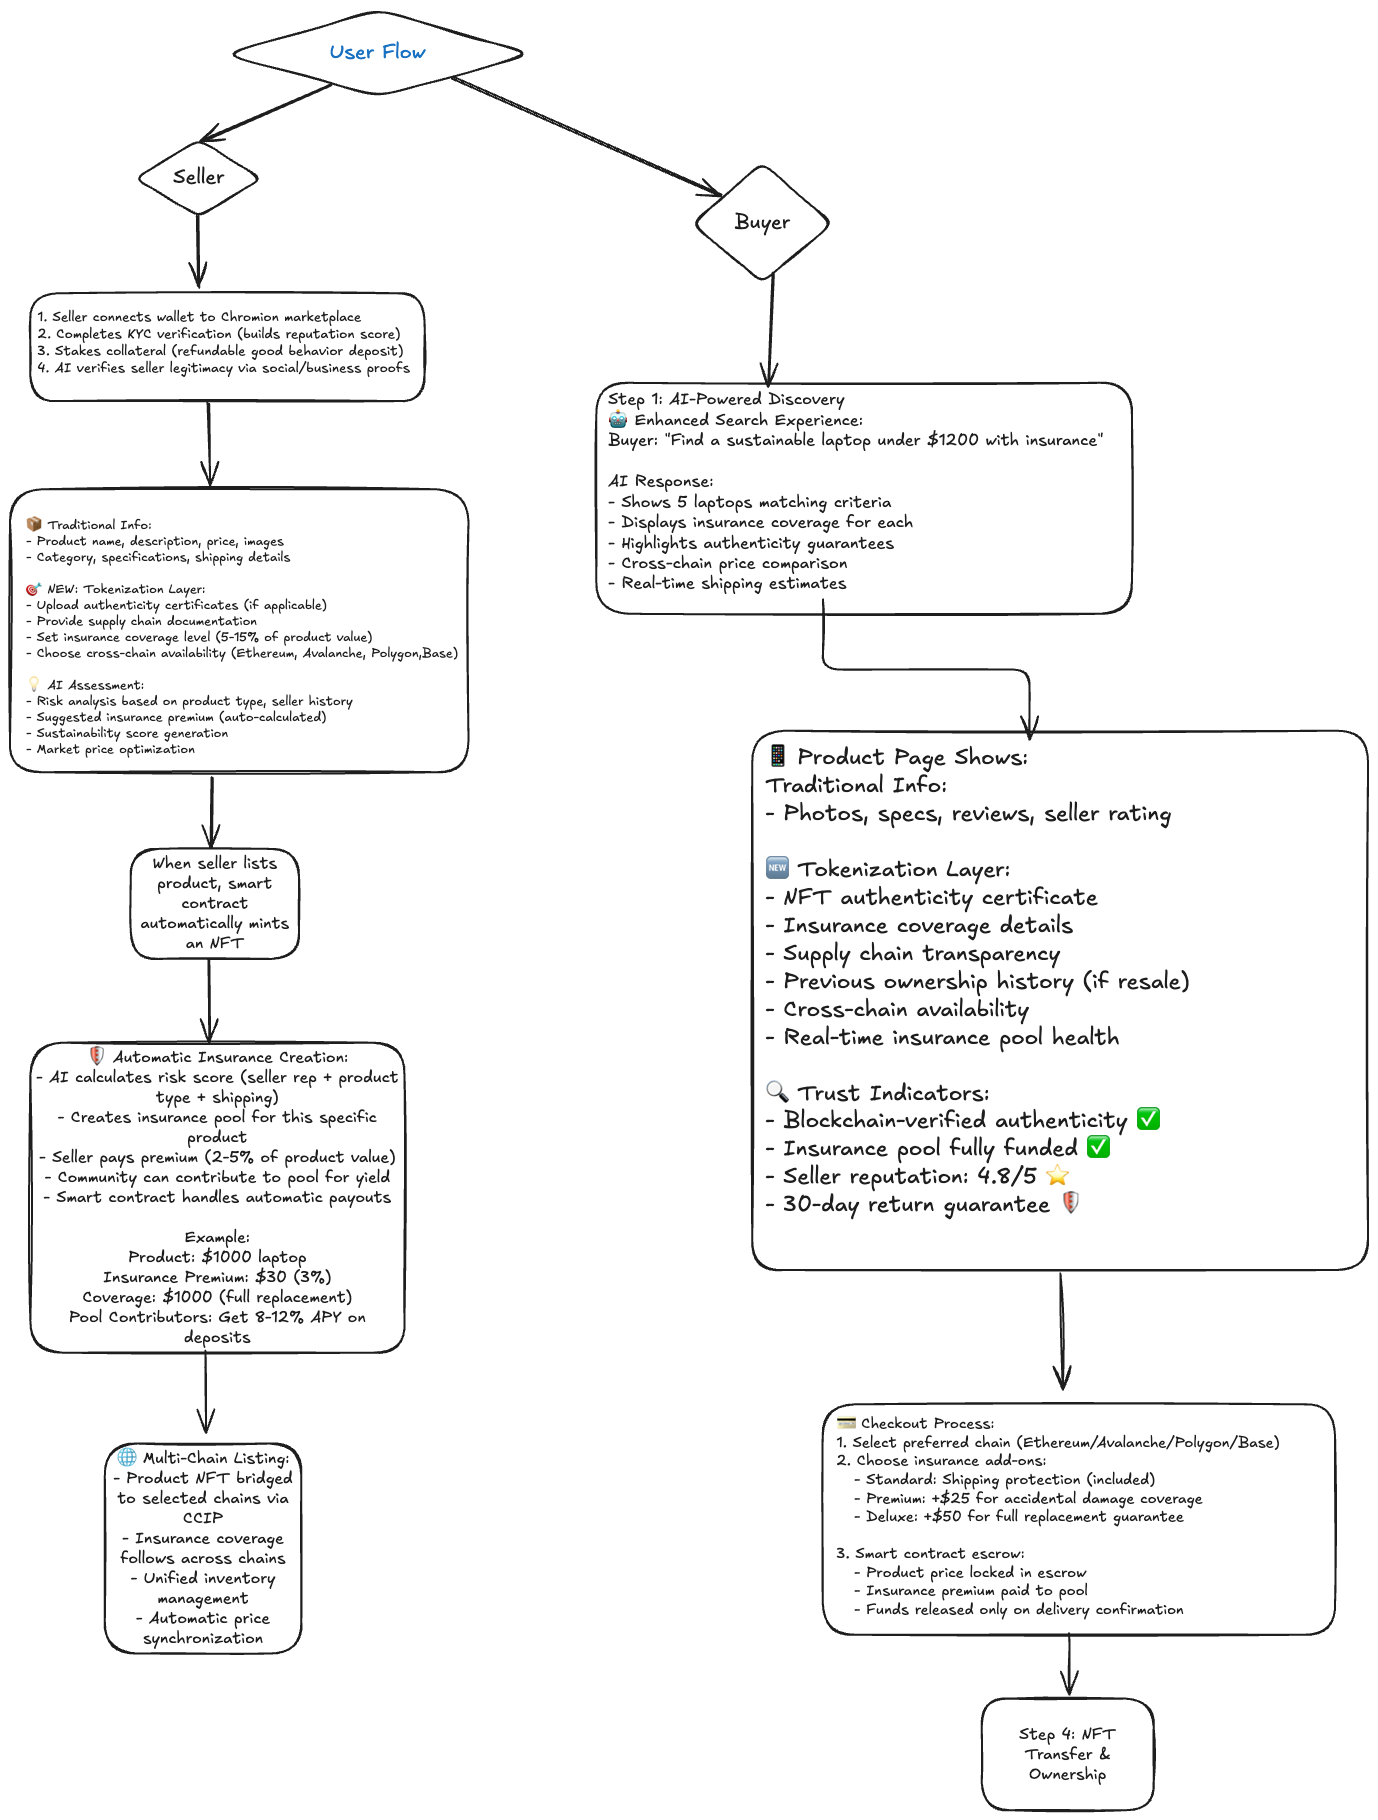 User Flow
Seller
Buyer
1. Seller connects wallet to Chromion marketplace
2. Completes KYC verification (builds reputation score)
3. Stakes collateral (refundable good behavior deposit)
4. AI verifies seller legitimacy via social/business proofs
📦 Traditional Info:
- Product name, description, price, images
- Category, specifications, shipping details
🎯 NEW: Tokenization Layer:
- Upload authenticity certificates (if applicable)
- Provide supply chain documentation
- Set insurance coverage level (5-15% of product value)
- Choose cross-chain availability (Ethereum, Avalanche, Polygon,Base)
💡 AI Assessment:
- Risk analysis based on product type, seller history
- Suggested insurance premium (auto-calculated)
- Sustainability score generation
- Market price optimization
When seller lists
product, smart
contract
automatically mints
an NFT
🛡️ Automatic Insurance Creation:
- AI calculates risk score (seller rep + product
type + shipping)
- Creates insurance pool for this specific
product
- Seller pays premium (2-5% of product value)
- Community can contribute to pool for yield
- Smart contract handles automatic payouts
Example:
Product: $1000 laptop
Insurance Premium: $30 (3%)
Coverage: $1000 (full replacement)
Pool Contributors: Get 8-12% APY on
deposits
🌐 Multi-Chain Listing:
- Product NFT bridged
to selected chains via
CCIP
- Insurance coverage
follows across chains
- Unified inventory
management
- Automatic price
synchronization
Step 1: AI-Powered Discovery
🤖 Enhanced Search Experience:
Buyer: "Find a sustainable laptop under $1200 with insurance"
AI Response:
- Shows 5 laptops matching criteria
- Displays insurance coverage for each
- Highlights authenticity guarantees
- Cross-chain price comparison
- Real-time shipping estimates
📱 Product Page Shows:
Traditional Info:
- Photos, specs, reviews, seller rating
🆕 Tokenization Layer:
- NFT authenticity certificate
- Insurance coverage details
- Supply chain transparency
- Previous ownership history (if resale)
- Cross-chain availability
- Real-time insurance pool health
🔍 Trust Indicators:
- Blockchain-verified authenticity ✅
- Insurance pool fully funded ✅
- Seller reputation: 4.8/5 ⭐
- 30-day return guarantee 🛡️
💳 Checkout Process:
1. Select preferred chain (Ethereum/Avalanche/Polygon/Base)
2. Choose insurance add-ons:
- Standard: Shipping protection (included)
- Premium: +$25 for accidental damage coverage
- Deluxe: +$50 for full replacement guarantee
3. Smart contract escrow:
- Product price locked in escrow
- Insurance premium paid to pool
- Funds released only on delivery confirmation
Step 4: NFT
Transfer &
Ownership